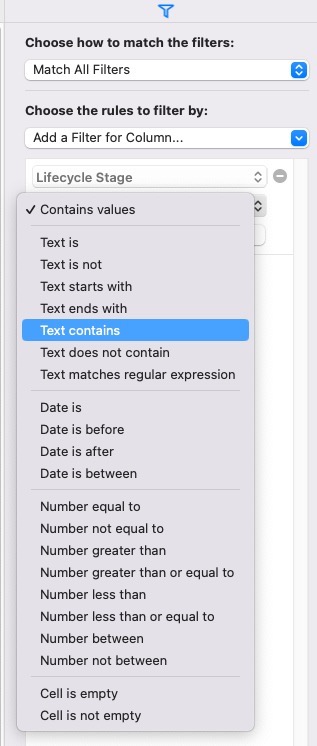 Choose how to match the filters:
Match All Filters
Choose the rules to filter by:
Add a Filter for Column...
Lifecycle Stage
✓ Contains values
Text is
Text is not
Text starts with
Text ends with
Text contains
Text does not contain
Text matches regular expression
Date is
Date is before
Date is after
Date is between
Number equal to
Number not equal to
Number greater than
Number greater than or equal to
Number less than
Number less than or equal to
Number between
Number not between
Cell is empty
Cell is not empty